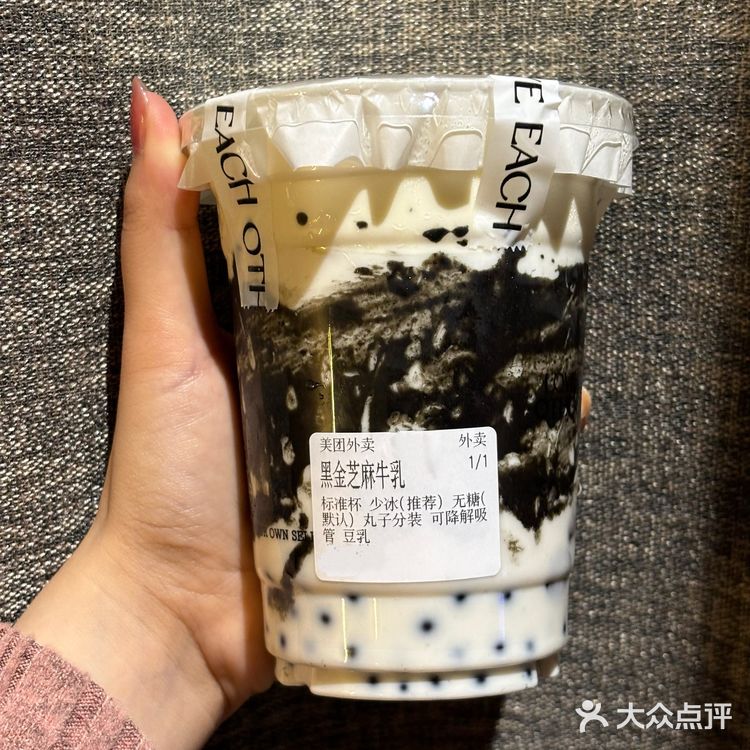 EACH OTH
VE EACH
美团外卖 外卖
黑金芝麻牛乳 1/1
标准杯 少冰(推荐) 无糖(
默认) 丸子分装 可降解吸
管 豆乳
OWN SEL
大众点评